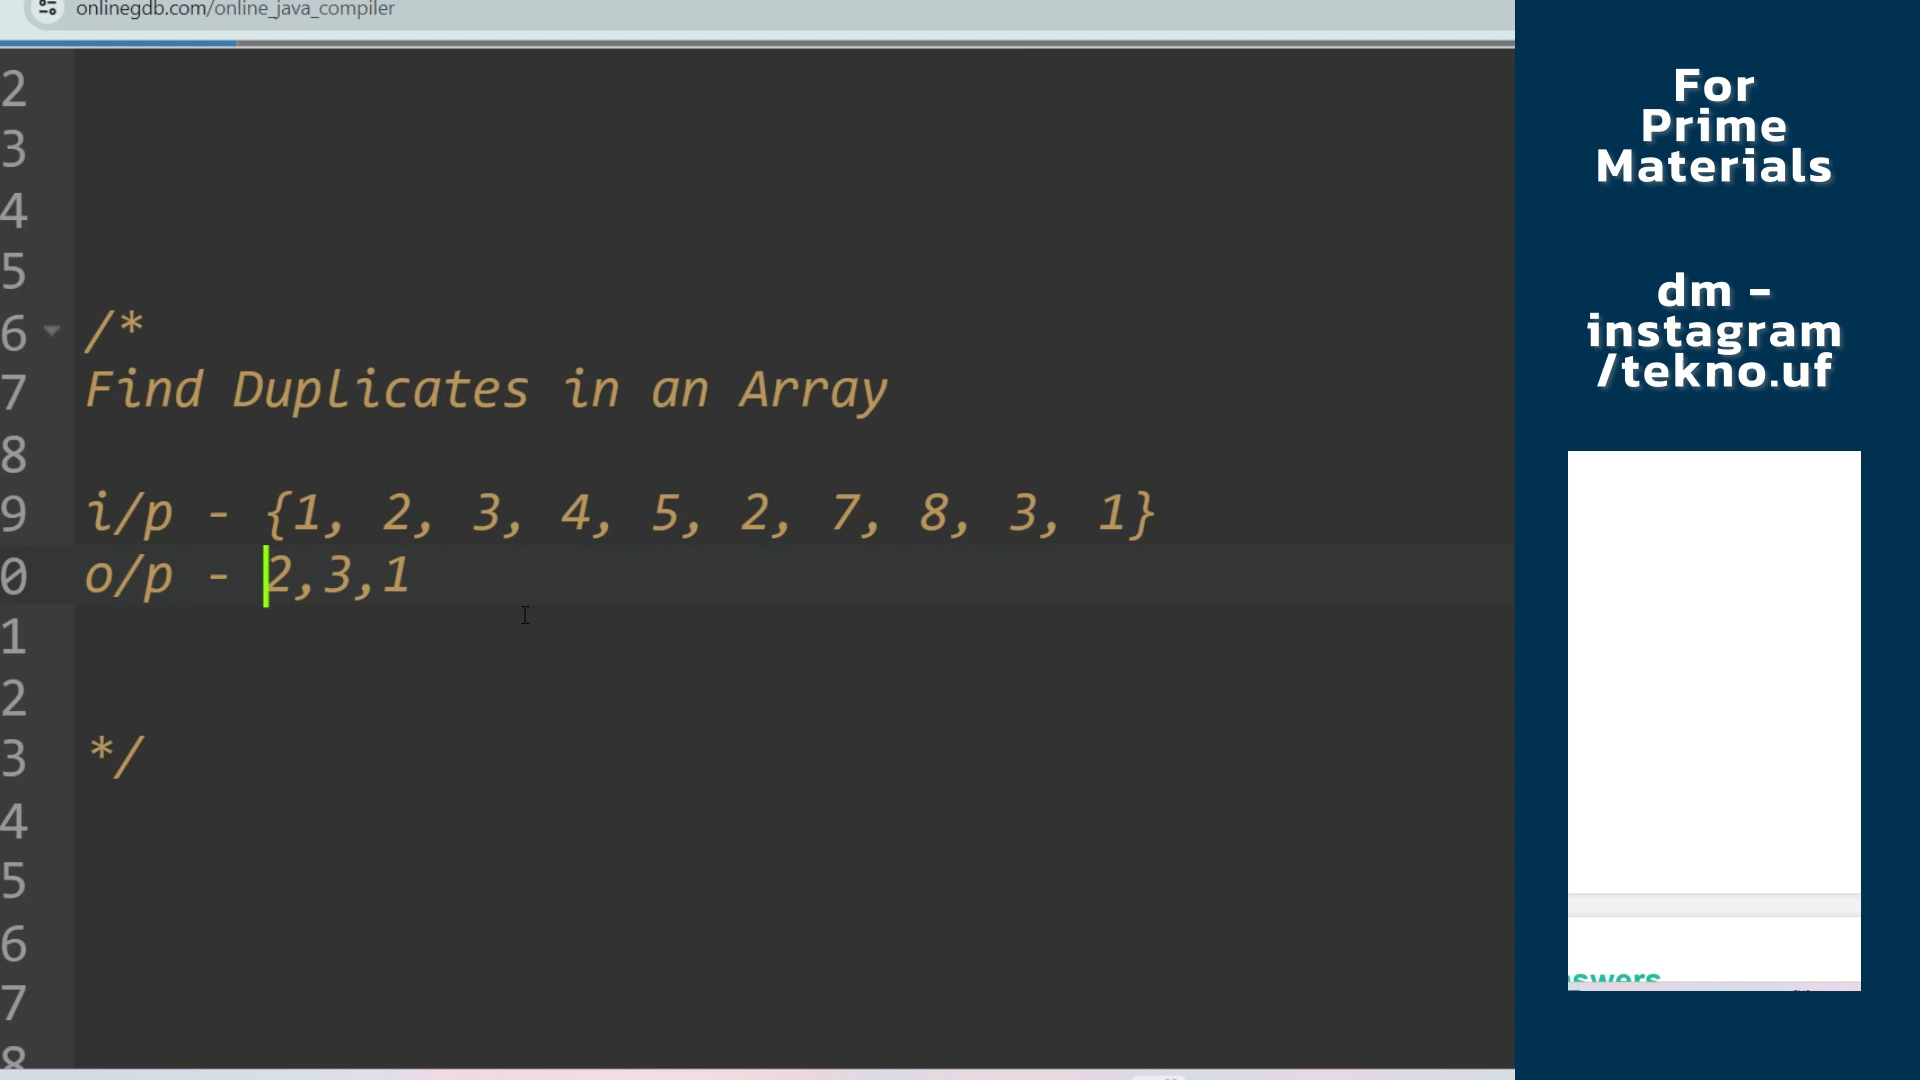 onlinegdb.com/online_java_compiler
2
3
4
5
6 /*
7 Find Duplicates in an Array
8
9 i/p - {1, 2, 3, 4, 5, 2, 7, 8, 3, 1}
0 o/p - 2,3,1
1
2
3 */
4
5
6
7
8
For
Prime
Materials
dm -
instagram
/tekno.uf
swers